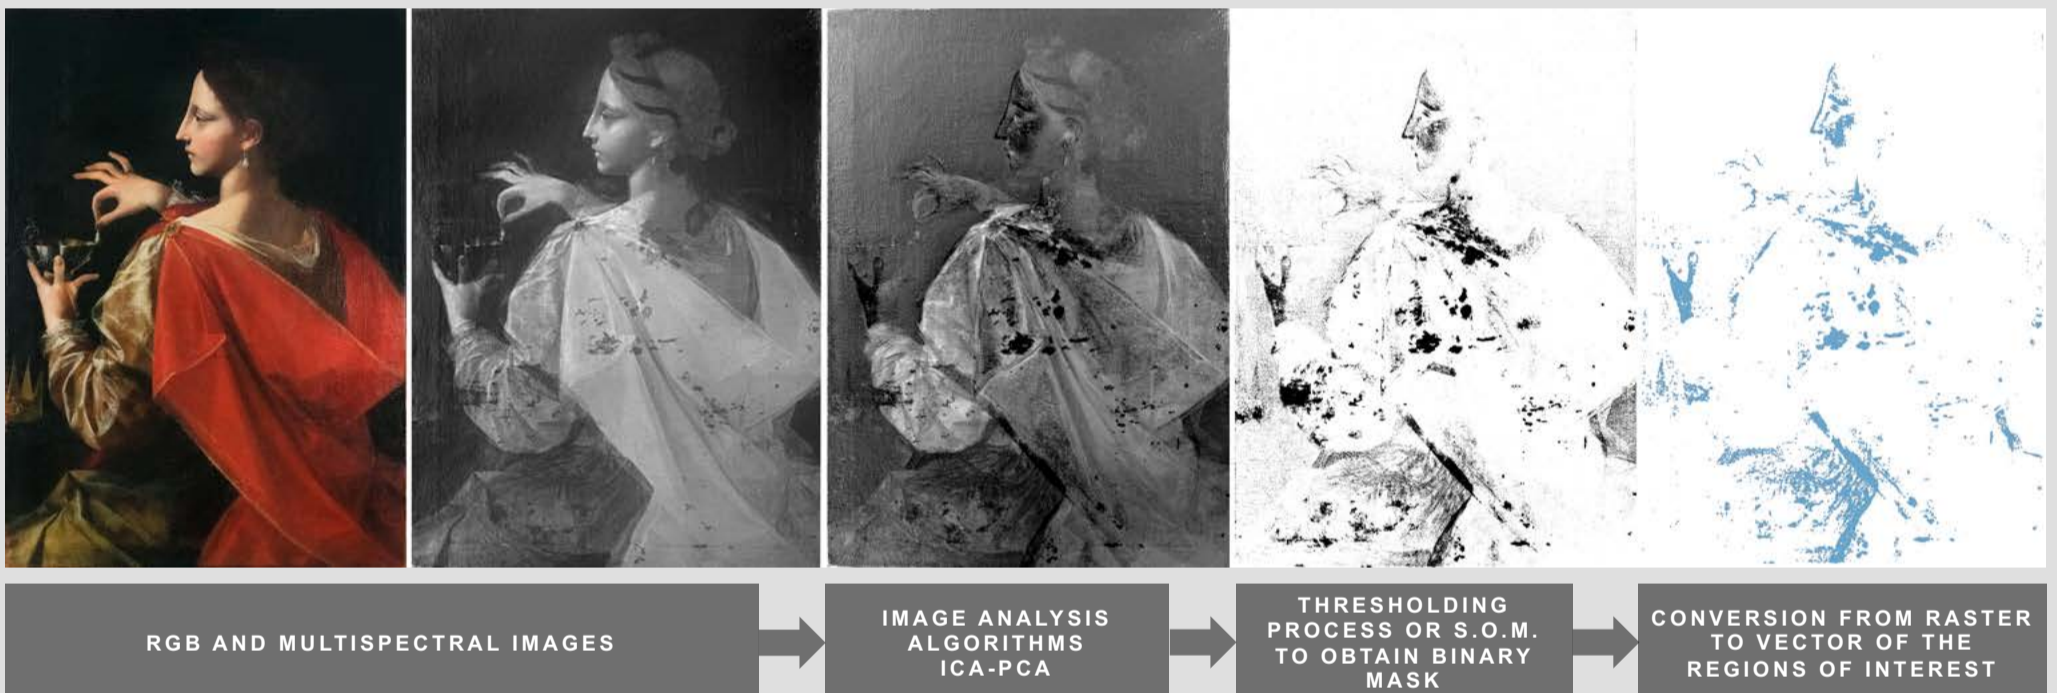 RGB AND MULTISPECTRAL IMAGES
IMAGE ANALYSIS
ALGORITHMS
ICA-PCA
THRESHOLDING
PROCESS OR S.O.M.
TO OBTAIN BINARY
MASK
CONVERSION FROM RASTER
TO VECTOR OF THE
REGIONS OF INTEREST